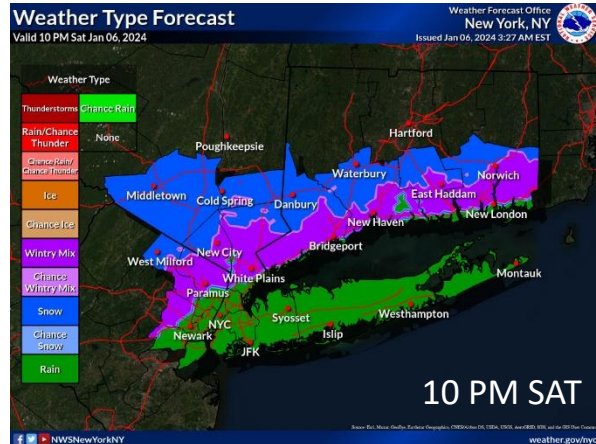 Weather Type Forecast
Valid 10 PM Sat Jan 06, 2024
Weather Forecast Office
New York, NY
Issued Jan 06, 2024 3:27 AM EST
Weather Type
Thunderstorms
Chance Rain
Rain/Chance
Thunder
None
Chance Rain/
Chance Thunder
Ice
Chance Ice
Wintry Mix
Chance
Wintry Mix
Snow
Chance
Snow
Rain
Poughkeepsie
Hartford
Middletown
Cold Spring
Danbury
Waterbury
Norwich
East Haddam
New London
New Haven
Bridgeport
West Milford
New City
White Plains
Paramus
Montauk
Newark
NYC
Syosset
Westhampton
JFK
Islip
10 PM SAT
NWSNewYorkNY
weather.gov/nyc